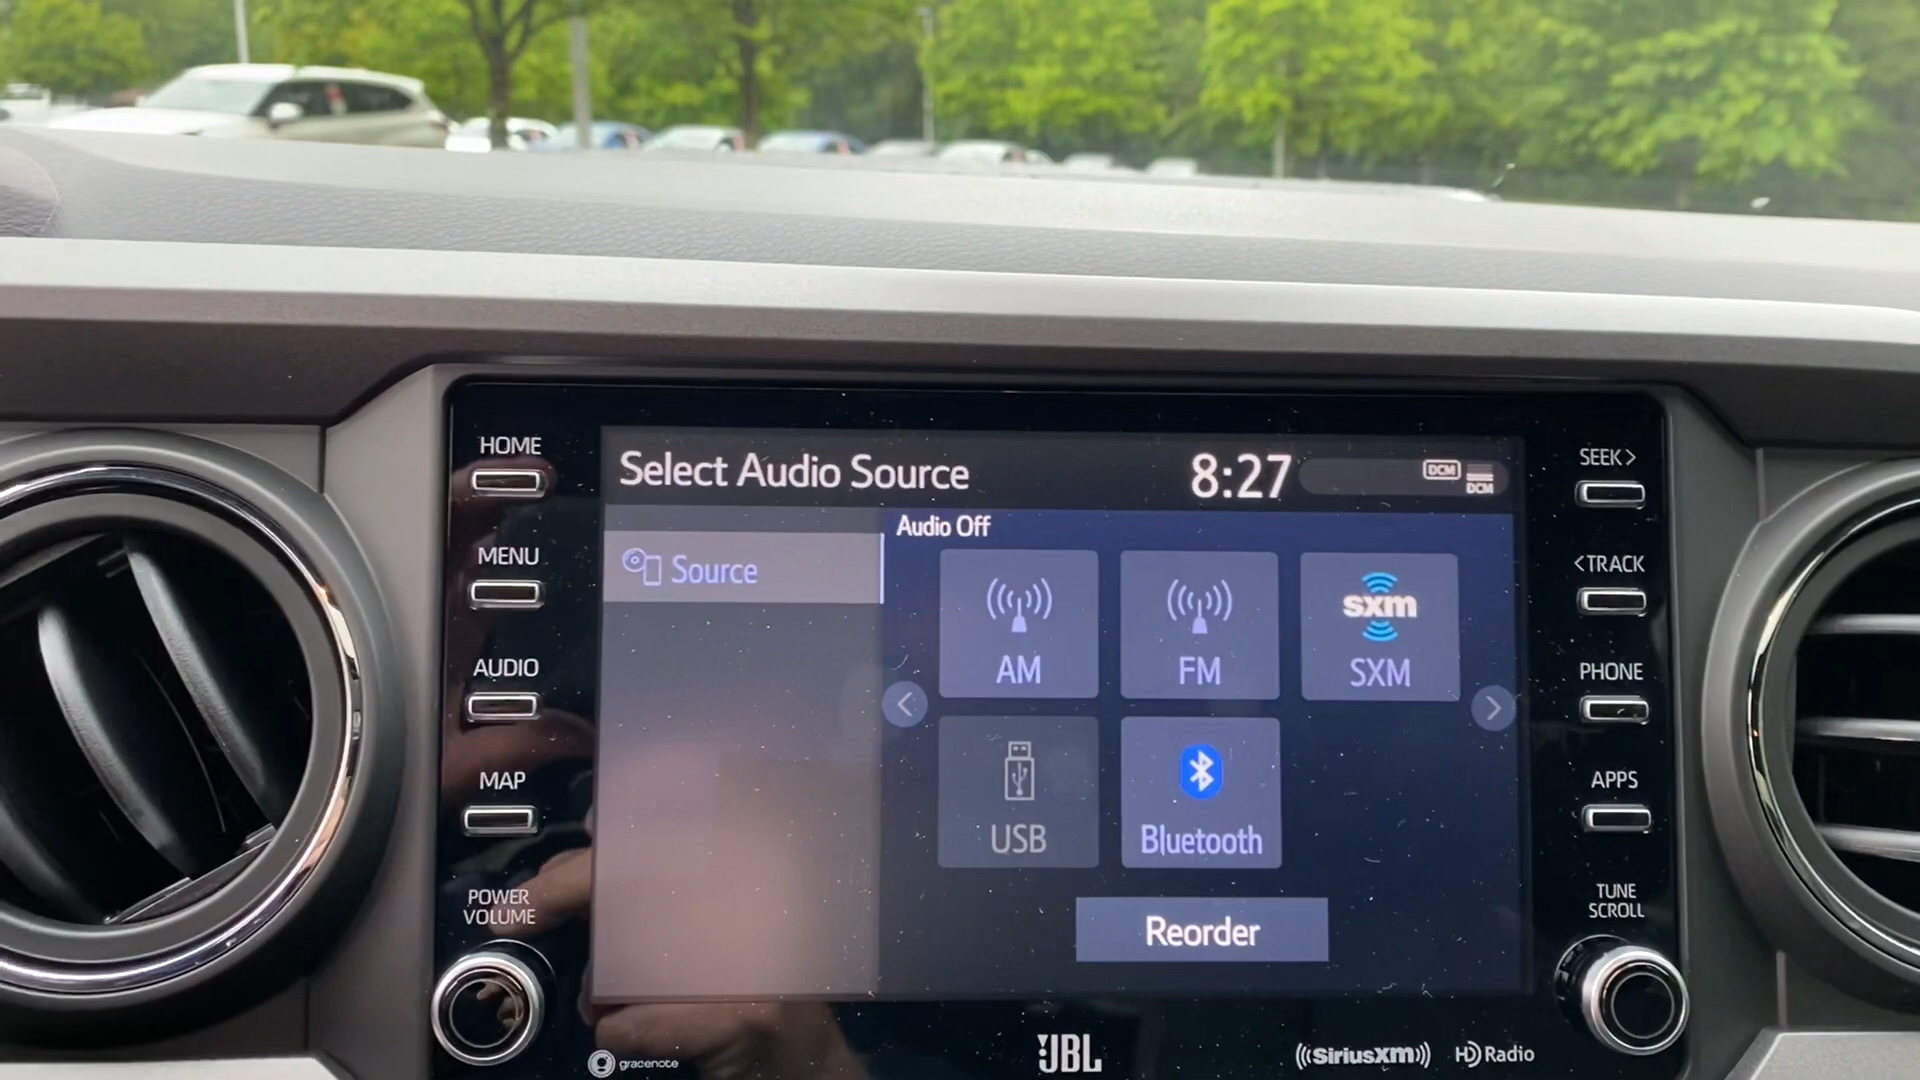 HOME
MENU
AUDIO
MAP
POWER
VOLUME
Select Audio Source
8:27
DCM
DCM
Source
Audio Off
AM
FM
sxm
SXM
USB
Bluetooth
Reorder
SEEK>
<TRACK
PHONE
APPS
TUNE
SCROLL
gracenote
JBL
((SiriusXM))
HD Radio